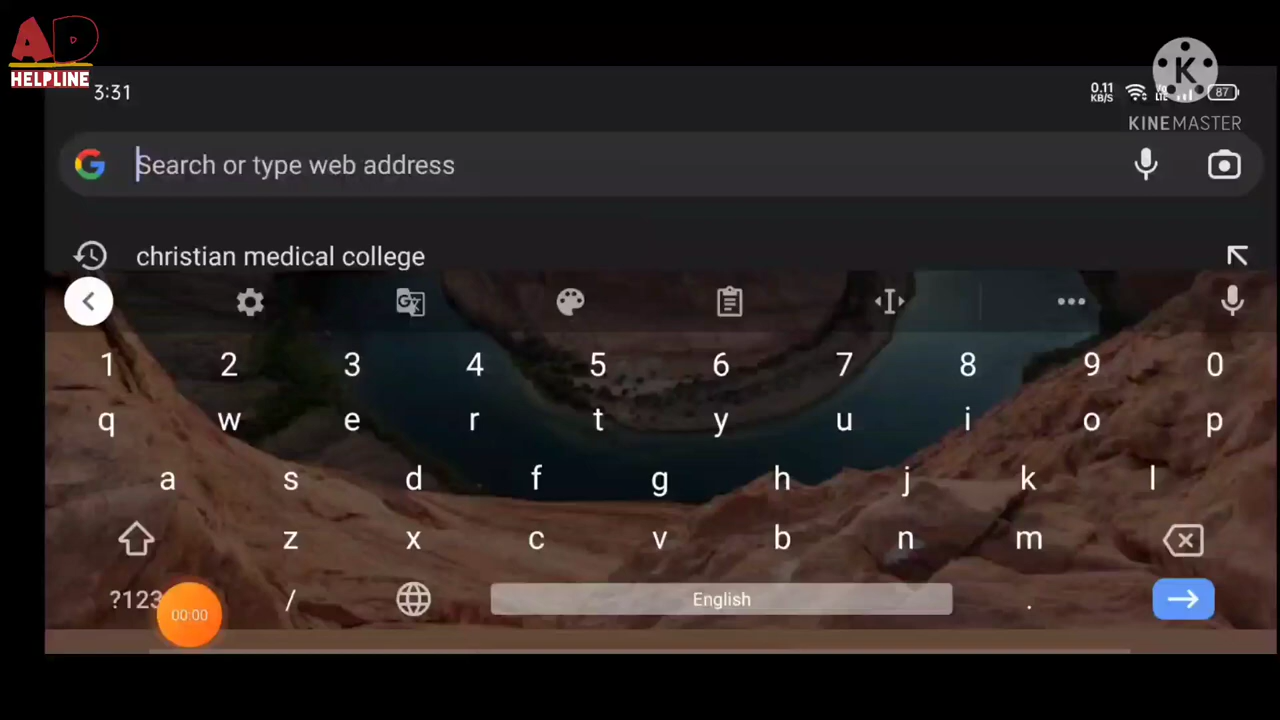 AD
HELPLINE
3:31
0.11
KB/S
87
K
KINEMASTER
Search or type web address
christian medical college
1 2 3 4 5 6 7 8 9 0
q w e r t y u i o p
a s d f g h j k l
z x c v b n m
?123 / English .
00:00